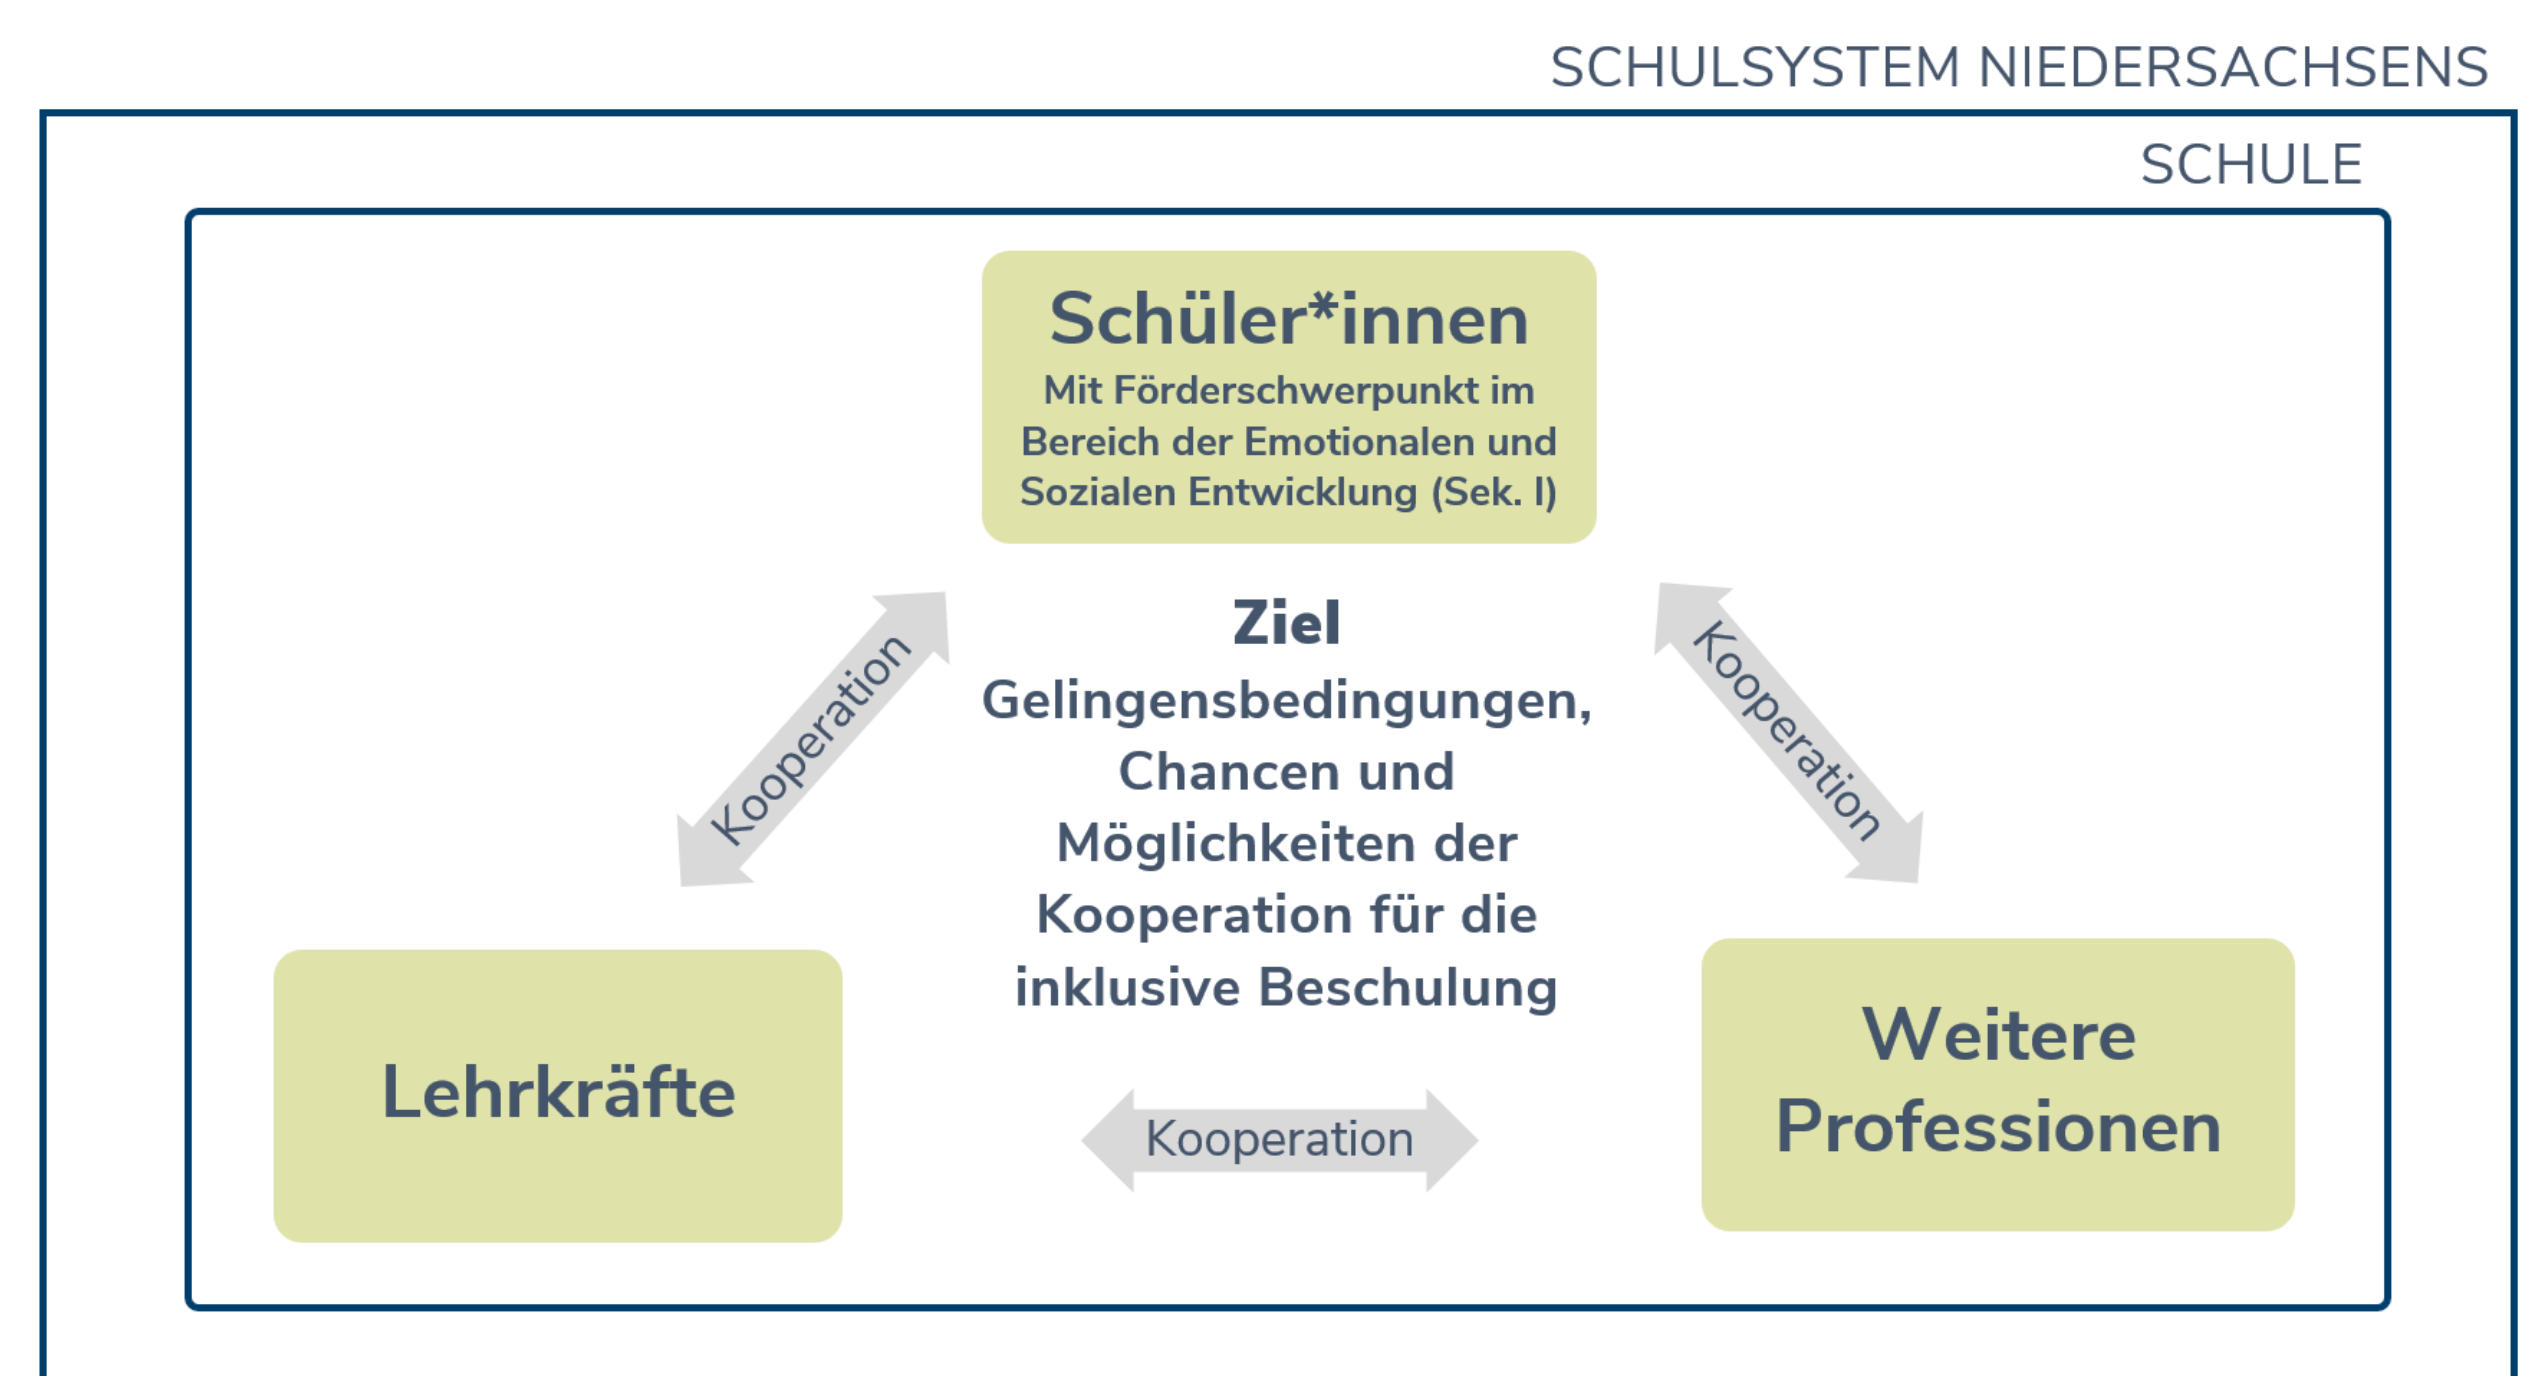 SCHULSYSTEM NIEDERSACHSENS
SCHULE
Schüler*innen
Mit Förderschwerpunkt im
Bereich der Emotionalen und
Sozialen Entwicklung (Sek. I)
Kooperation
Kooperation
Ziel
Gelingensbedingungen,
Chancen und
Möglichkeiten der
Kooperation für die
inklusive Beschulung
Lehrkräfte
Kooperation
Weitere
Professionen